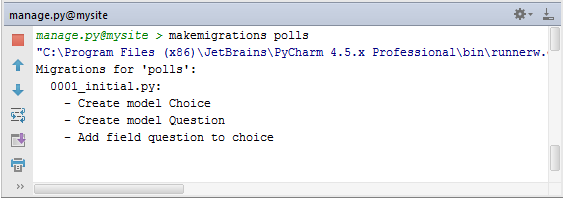 manage.py@mysite
manage.py@mysite > makemigrations polls
"C:\Program Files (x86)\JetBrains\PyCharm 4.5.x Professional\bin\runnerw.
Migrations for 'polls':
0001_initial.py:
- Create model Choice
- Create model Question
- Add field question to choice